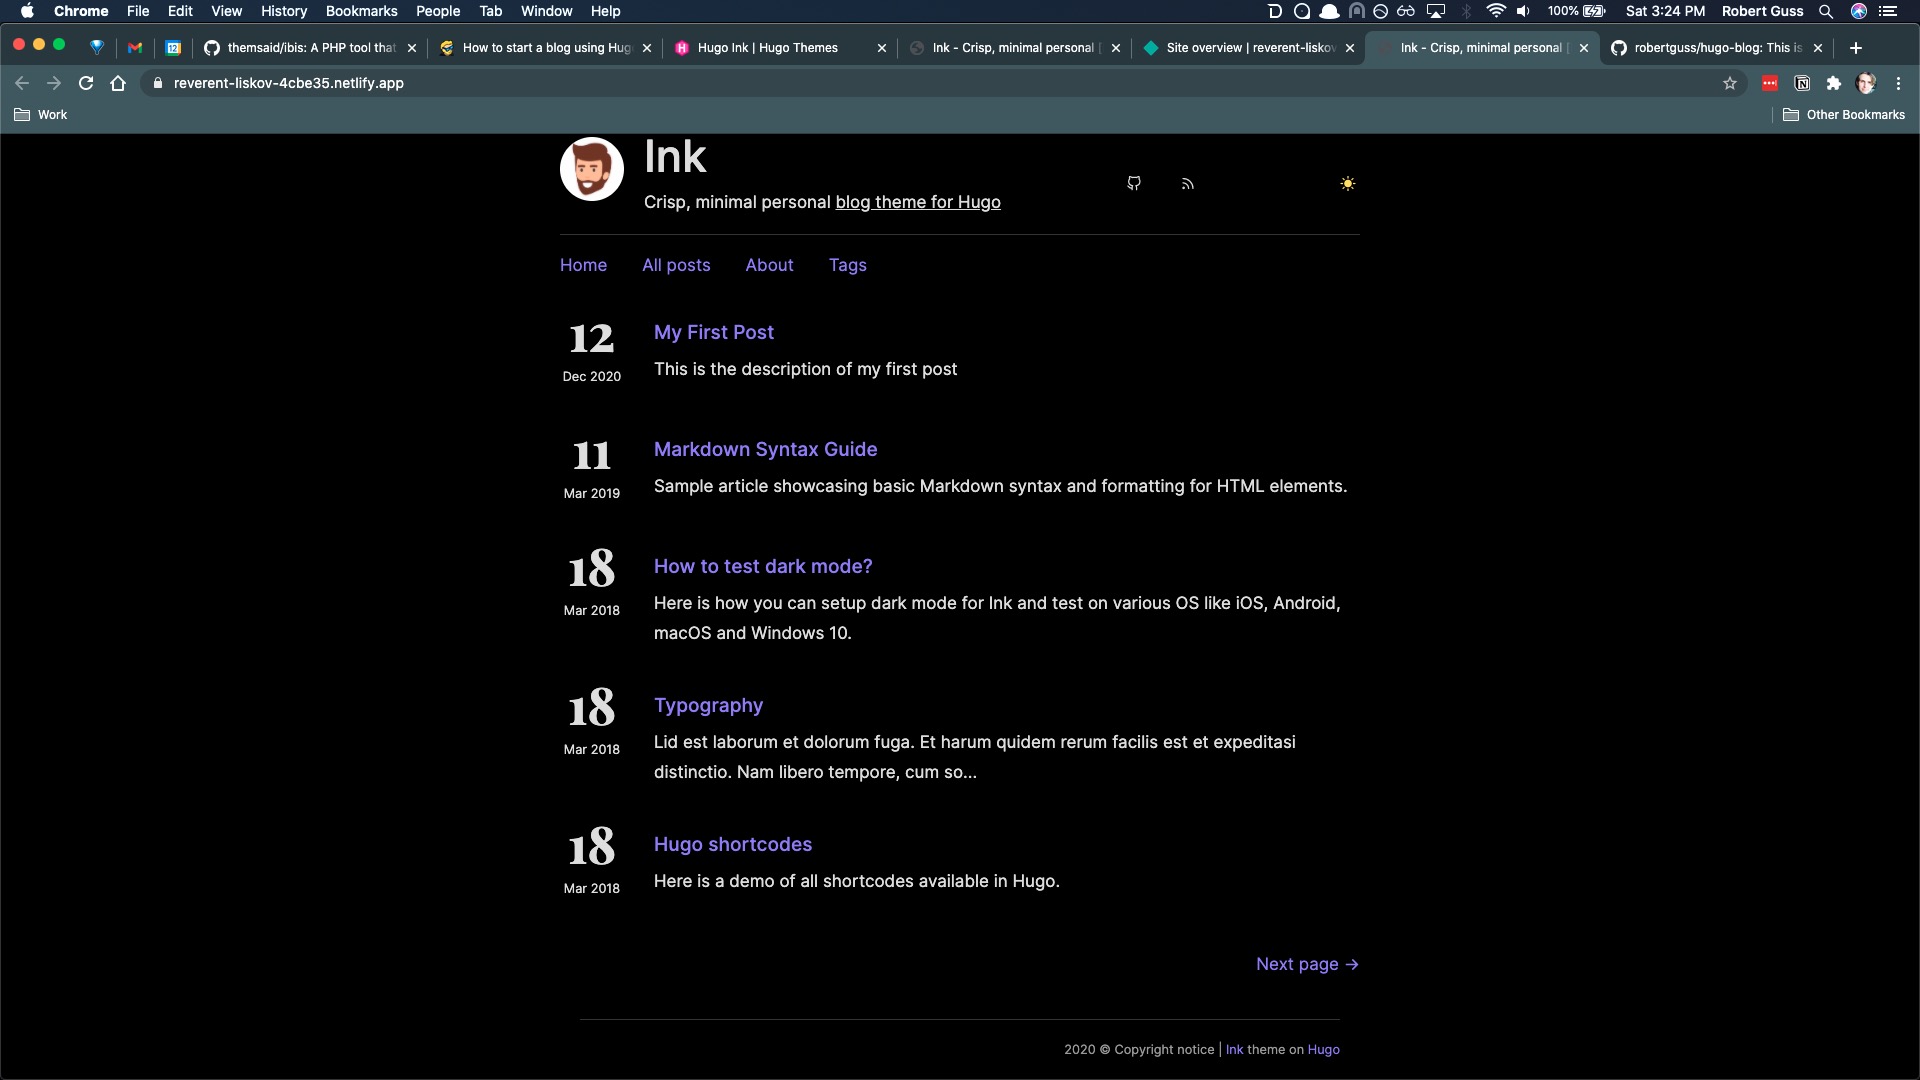 Chrome File Edit View History Bookmarks People Tab Window Help 100% Sat 3:24 PM Robert Guss
12 themsaid/ibis: A PHP tool that How to start a blog using Hug Hugo Ink | Hugo Themes Ink - Crisp, minimal personal Site overview | reverent-liskov Ink - Crisp, minimal personal robertguss/hugo-blog: This is
reverent-liskov-4cbe35.netlify.app
Work Other Bookmarks
Ink
Crisp, minimal personal blog theme for Hugo
Home All posts About Tags
12 My First Post
Dec 2020 This is the description of my first post
11 Markdown Syntax Guide
Mar 2019 Sample article showcasing basic Markdown syntax and formatting for HTML elements.
18 How to test dark mode?
Mar 2018 Here is how you can setup dark mode for Ink and test on various OS like iOS, Android,
macOS and Windows 10.
18 Typography
Mar 2018 Lid est laborum et dolorum fuga. Et harum quidem rerum facilis est et expeditasi
distinctio. Nam libero tempore, cum so...
18 Hugo shortcodes
Mar 2018 Here is a demo of all shortcodes available in Hugo.
Next page →
2020 © Copyright notice | Ink theme on Hugo